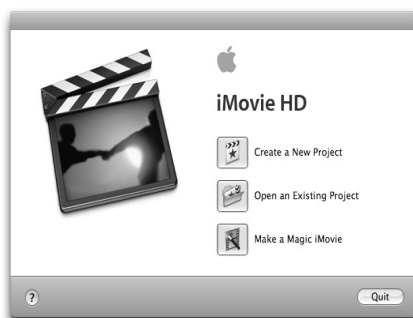 iMovie HD
Create a New Project
Open an Existing Project
Make a Magic iMovie
?
Quit